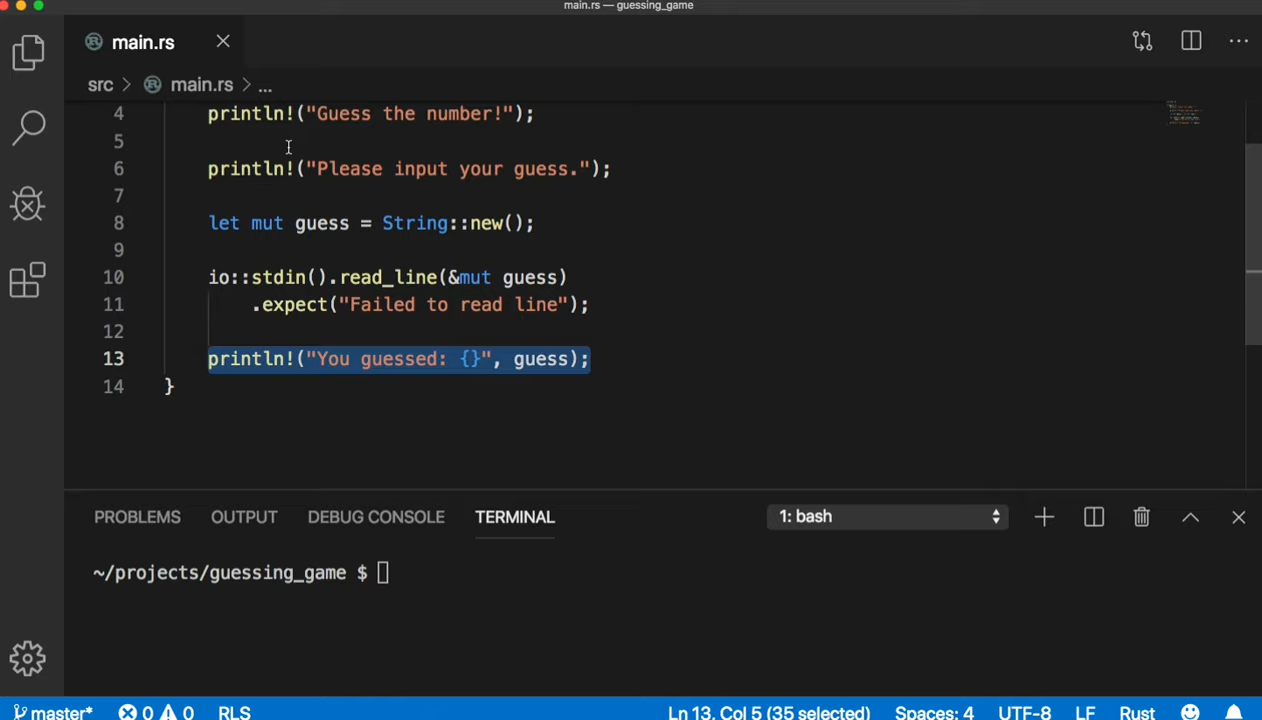 main.rs — guessing_game
main.rs
src > main.rs > ...
4 println!("Guess the number!");
5
6 println!("Please input your guess.");
7
8 let mut guess = String::new();
9
10 io::stdin().read_line(&mut guess)
11 .expect("Failed to read line");
12
13 println!("You guessed: {}", guess);
14 }
PROBLEMS OUTPUT DEBUG CONSOLE TERMINAL 1: bash
~/projects/guessing_game $
master* 0 0 RLS Ln 13, Col 5 (35 selected) Spaces: 4 UTF-8 LF Rust